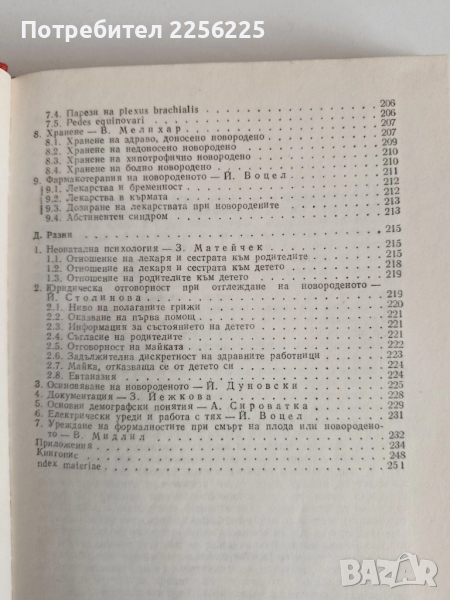 Потребител 2256225
7.4. Парези на plexus brachialis 206
7.5. Pedes equinovari 206
8. Хранене — В. Мелихар 207
8.1. Хранене на здраво, доносено новородено 207
8.2. Хранене на недоносено новородено 209
8.3. Хранене на хипотрофично новородено 210
8.4. Хранене на болно новородено 210
9. Фармакотерапия на новороденото — Й. Воцел 211
9.1. Лекарства и бременност 212
9.2. Лекарства в кърмата 212
9.3. Дозиране на лекарствата при новородените 213
9.4. Абстинентен синдром 213
Д. Разни 215
1. Неонатална психология — З. Матейчек 215
1.1. Отношение на лекаря и сестрата към родителите 215
1.2. Отношение на лекаря и сестрата към детето 218
1.3. Отношение на родителите към детето 219
2. Юридическа отговорност при отглеждане на новороденото —
Й. Столинова 219
2.1. Ниво на полаганите грижи 220
2.2. Оказване на първа помощ 221
2.3. Информация за състоянието на детето 221
2.4. Съгласие на родителите 221
2.5. Отговорност на майката 222
2.6. Задължителна дискретност на здравните работници 223
2.7. Майка, отказваща се от детето си 224
2.8. Евтаназия 224
3. Осиновяване на новороденото — Й. Дуновски 225
4. Документация — З. Йежкова 228
5. Основни демографски понятия — А. Сироватка 229
6. Електрически уреди и работа с тях — Й. Воцел 231
7. Уреждане на формалностите при смърт на плода или новородено-
то — В. Мидлил 232
Приложения 234
Книгопис 248
ndex materiae 251
BAZAR
.bg